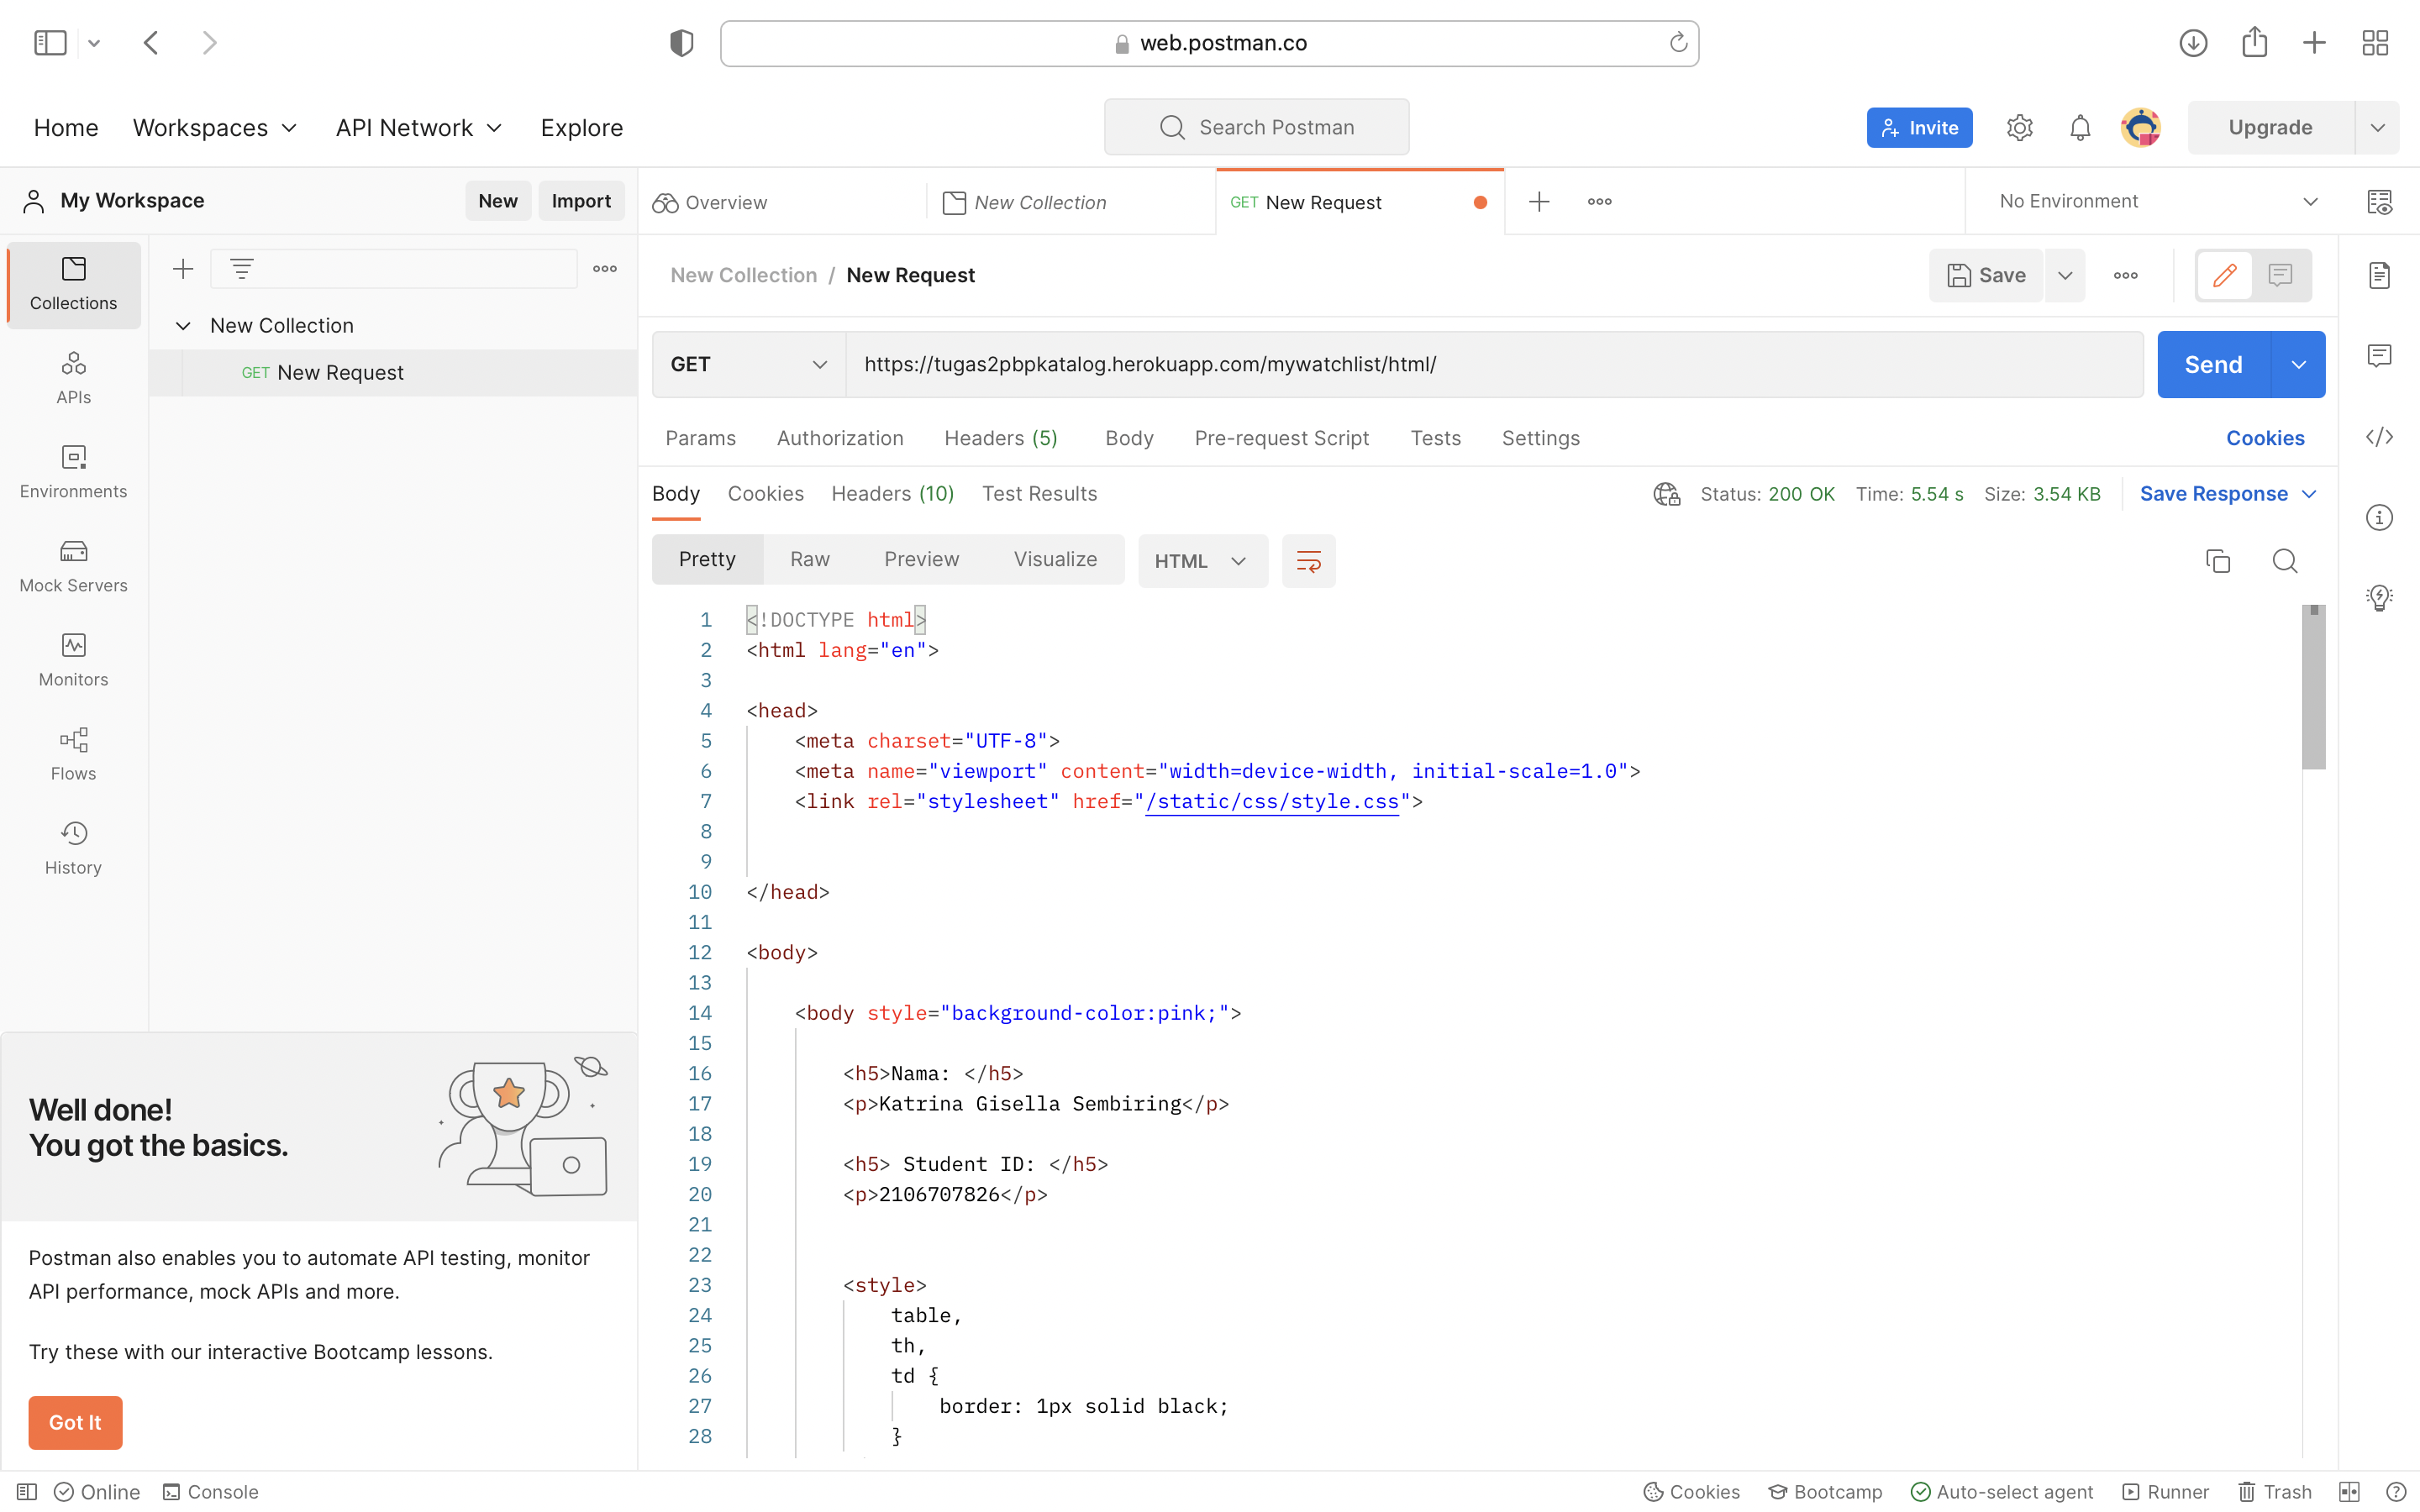 web.postman.co
Home Workspaces API Network Explore
Search Postman
Invite
Upgrade
My Workspace
New Import
Overview
New Collection
GET New Request
No Environment
Collections
APIs
Environments
Mock Servers
Monitors
Flows
History
New Collection
GET New Request
New Collection / New Request
Save
GET
https://tugas2pbpkatalog.herokuapp.com/mywatchlist/html/
Send
Params Authorization Headers (5) Body Pre-request Script Tests Settings
Cookies
Body Cookies Headers (10) Test Results
Status: 200 OK Time: 5.54 s Size: 3.54 KB
Save Response
Pretty Raw Preview Visualize
HTML
1 <!DOCTYPE html>
2 <html lang="en">
3
4 <head>
5 <meta charset="UTF-8">
6 <meta name="viewport" content="width=device-width, initial-scale=1.0">
7 <link rel="stylesheet" href="/static/css/style.css">
8
9
10 </head>
11
12 <body>
13
14 <body style="background-color:pink;">
15
16 <h5>Nama: </h5>
17 <p>Katrina Gisella Sembiring</p>
18
19 <h5> Student ID: </h5>
20 <p>2106707826</p>
21
22
23 <style>
24 table,
25 th,
26 td {
27 border: 1px solid black;
28 }
Well done!
You got the basics.
Postman also enables you to automate API testing, monitor
API performance, mock APIs and more.
Try these with our interactive Bootcamp lessons.
Got It
Online Console
Cookies Bootcamp Auto-select agent Runner Trash